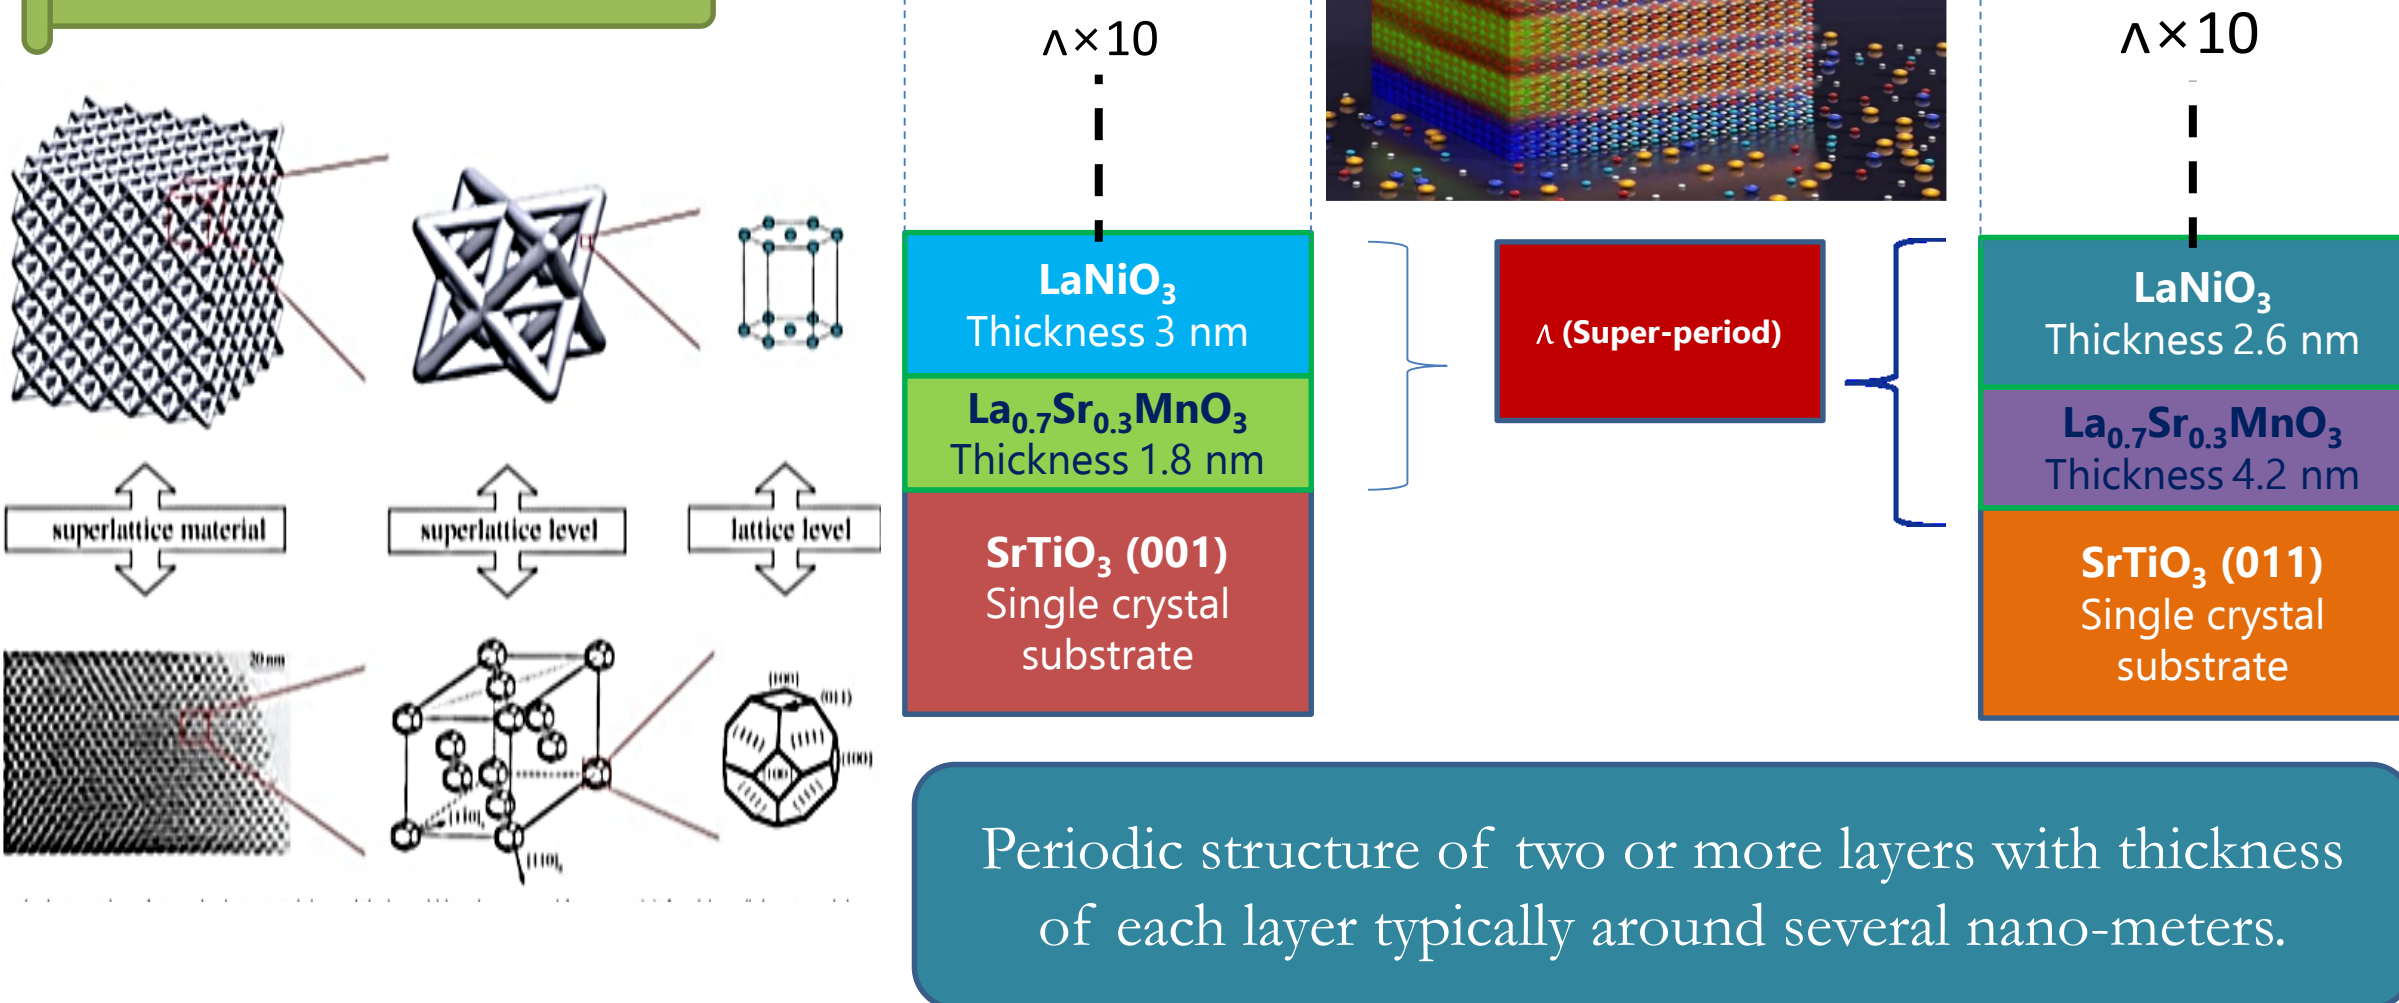 ʌ×10
LaNiO₃
Thickness 3 nm
La₀.₇Sr₀.₃MnO₃
Thickness 1.8 nm
SrTiO₃ (001)
Single crystal
substrate
ʌ (Super-period)
ʌ×10
LaNiO₃
Thickness 2.6 nm
La₀.₇Sr₀.₃MnO₃
Thickness 4.2 nm
SrTiO₃ (011)
Single crystal
substrate
superlattice material
superlattice level
lattice level
20 nm
{100}
(011)
Periodic structure of two or more layers with thickness
of each layer typically around several nano-meters.